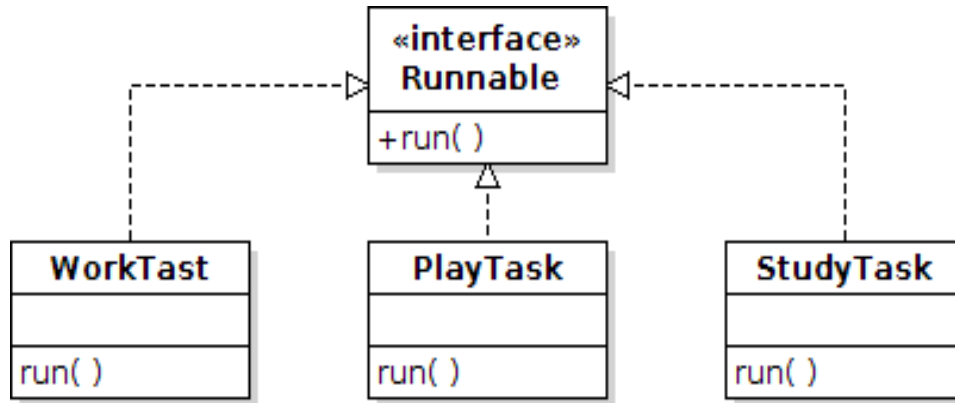 «interface»
Runnable
+run( )
WorkTast
PlayTask
StudyTask
run( )
run( )
run( )